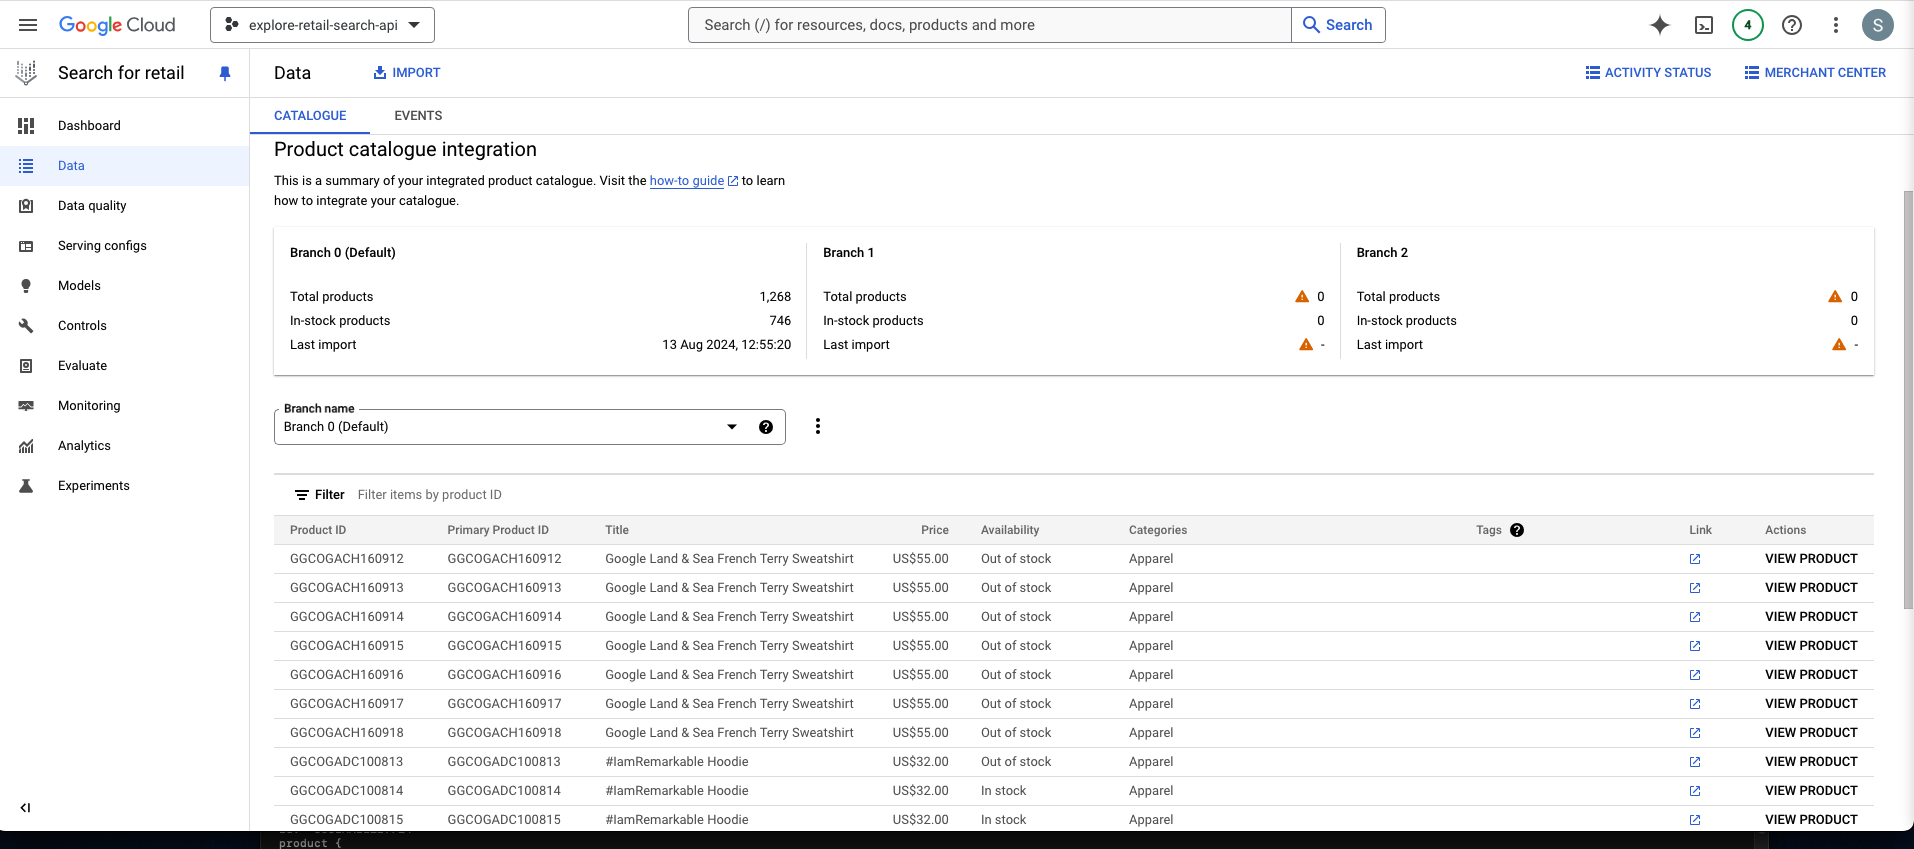 Google Cloud
explore-retail-search-api
Search (/) for resources, docs, products and more
Search
4
S
Search for retail
Data
IMPORT
ACTIVITY STATUS
MERCHANT CENTER
Dashboard
Data
Data quality
Serving configs
Models
Controls
Evaluate
Monitoring
Analytics
Experiments
CATALOGUE
EVENTS
Product catalogue integration
This is a summary of your integrated product catalogue. Visit the how-to guide to learn
how to integrate your catalogue.
Branch 0 (Default)
Total products 1,268
In-stock products 746
Last import 13 Aug 2024, 12:55:20
Branch 1
Total products 0
In-stock products 0
Last import -
Branch 2
Total products 0
In-stock products 0
Last import -
Branch name
Branch 0 (Default)
Filter Filter items by product ID
Product ID Primary Product ID Title Price Availability Categories Tags Link Actions
GGCOGACH160912 GGCOGACH160912 Google Land & Sea French Terry Sweatshirt US$55.00 Out of stock Apparel VIEW PRODUCT
GGCOGACH160913 GGCOGACH160913 Google Land & Sea French Terry Sweatshirt US$55.00 Out of stock Apparel VIEW PRODUCT
GGCOGACH160914 GGCOGACH160914 Google Land & Sea French Terry Sweatshirt US$55.00 Out of stock Apparel VIEW PRODUCT
GGCOGACH160915 GGCOGACH160915 Google Land & Sea French Terry Sweatshirt US$55.00 Out of stock Apparel VIEW PRODUCT
GGCOGACH160916 GGCOGACH160916 Google Land & Sea French Terry Sweatshirt US$55.00 Out of stock Apparel VIEW PRODUCT
GGCOGACH160917 GGCOGACH160917 Google Land & Sea French Terry Sweatshirt US$55.00 Out of stock Apparel VIEW PRODUCT
GGCOGACH160918 GGCOGACH160918 Google Land & Sea French Terry Sweatshirt US$55.00 Out of stock Apparel VIEW PRODUCT
GGCOGADC100813 GGCOGADC100813 #IamRemarkable Hoodie US$32.00 Out of stock Apparel VIEW PRODUCT
GGCOGADC100814 GGCOGADC100814 #IamRemarkable Hoodie US$32.00 In stock Apparel VIEW PRODUCT
GGCOGADC100815 GGCOGADC100815 #IamRemarkable Hoodie US$32.00 In stock Apparel VIEW PRODUCT
product {